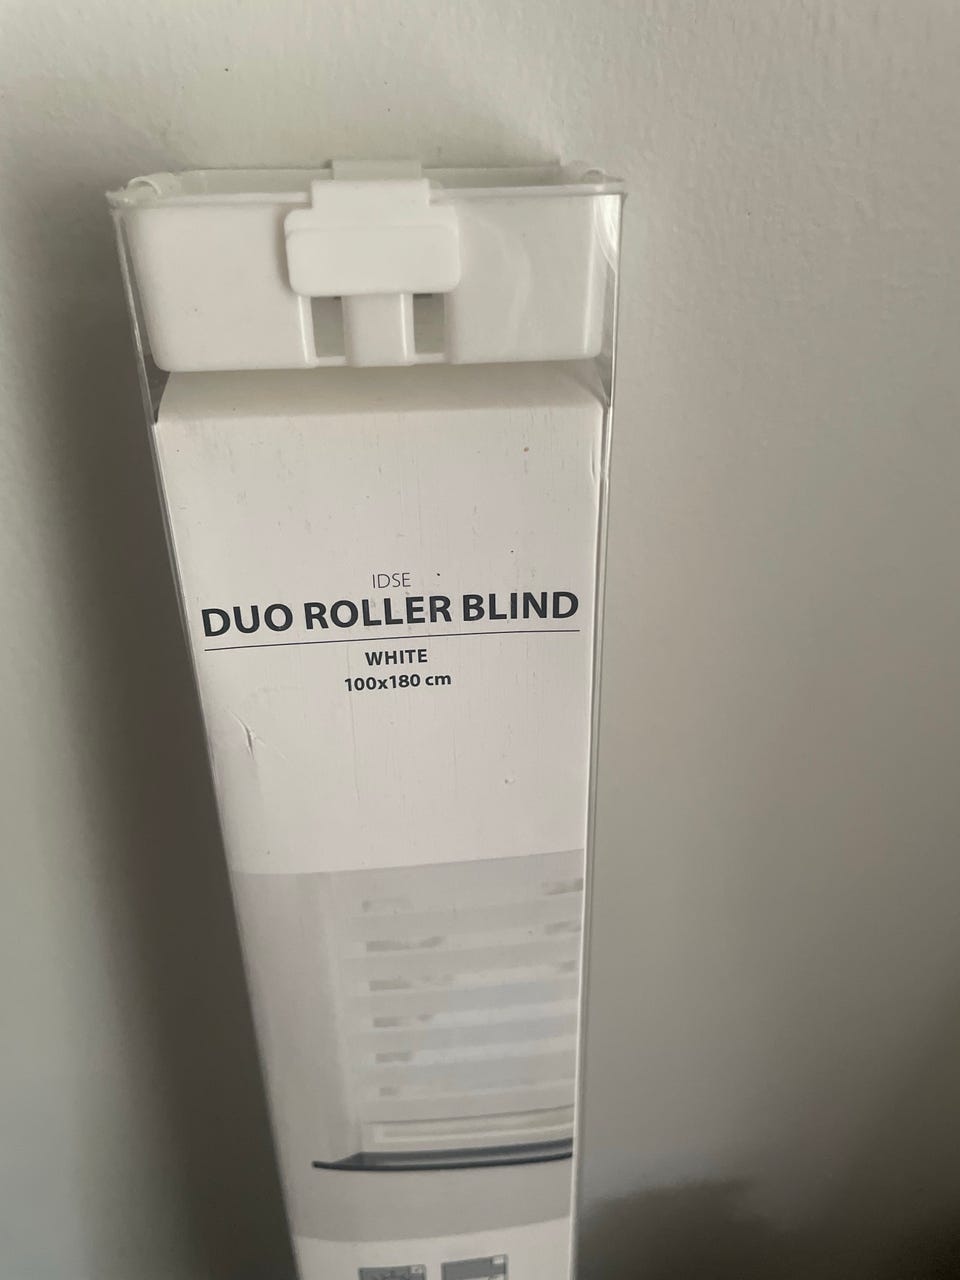 IDSE
DUO ROLLER BLIND
WHITE
100x180 cm